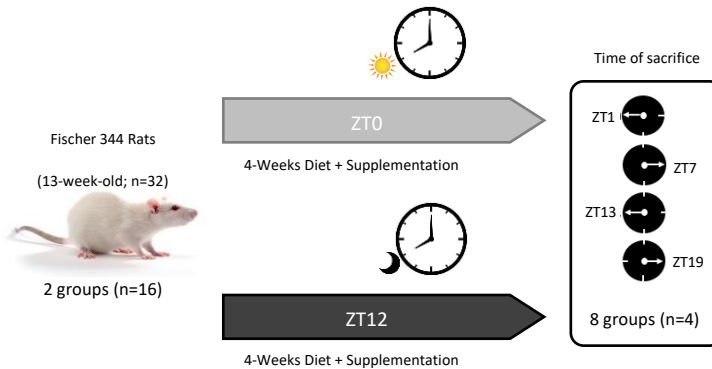 Fischer 344 Rats
(13-week-old; n=32)
2 groups (n=16)
ZT0
4-Weeks Diet + Supplementation
ZT12
4-Weeks Diet + Supplementation
Time of sacrifice
ZT1
ZT7
ZT13
ZT19
8 groups (n=4)